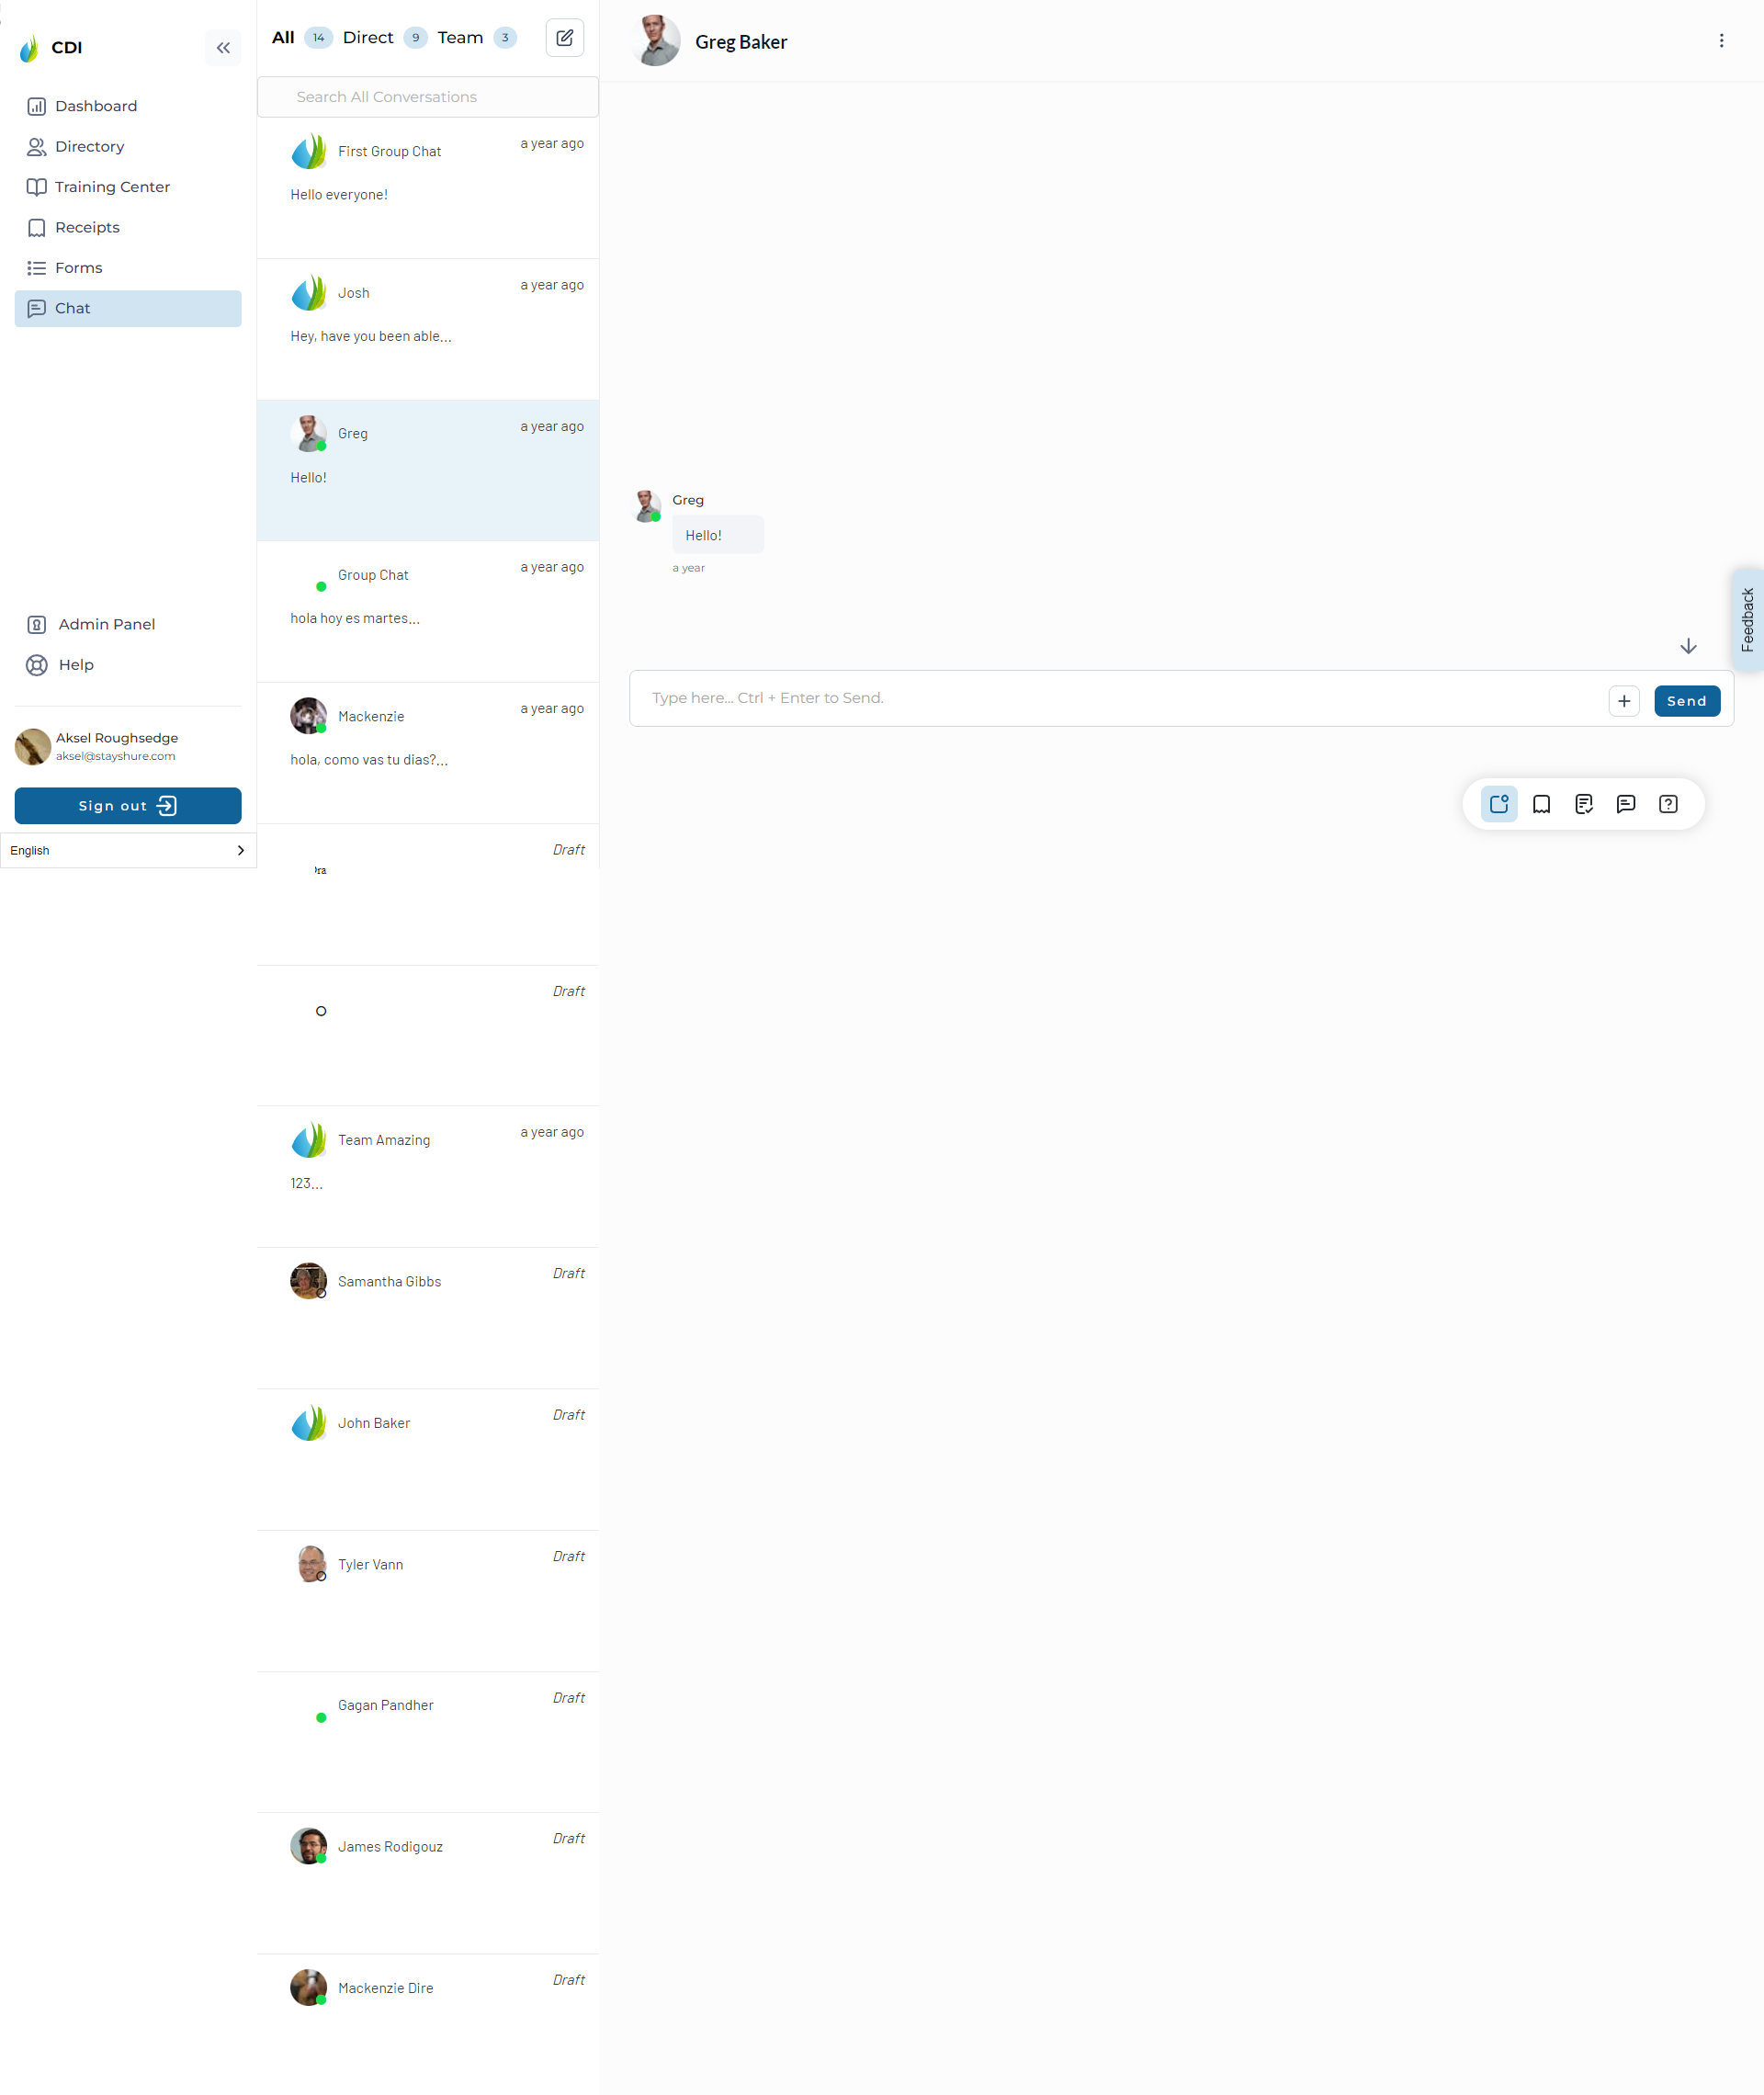 CDI
Dashboard
Directory
Training Center
Receipts
Forms
Chat
Admin Panel
Help
Aksel Roughsedge
aksel@stayshure.com
Sign out
English
All 14 Direct 9 Team 3
Search All Conversations
First Group Chat
a year ago
Hello everyone!
Josh
a year ago
Hey, have you been able...
Greg
a year ago
Hello!
Group Chat
a year ago
hola hoy es martes...
Mackenzie
a year ago
hola, como vas tu dias?...
Draft
Draft
Team Amazing
a year ago
123...
Samantha Gibbs
Draft
John Baker
Draft
Tyler Vann
Draft
Gagan Pandher
Draft
James Rodigouz
Draft
Mackenzie Dire
Draft
Greg Baker
Greg
Hello!
a year
Feedback
Type here... Ctrl + Enter to Send.
Send